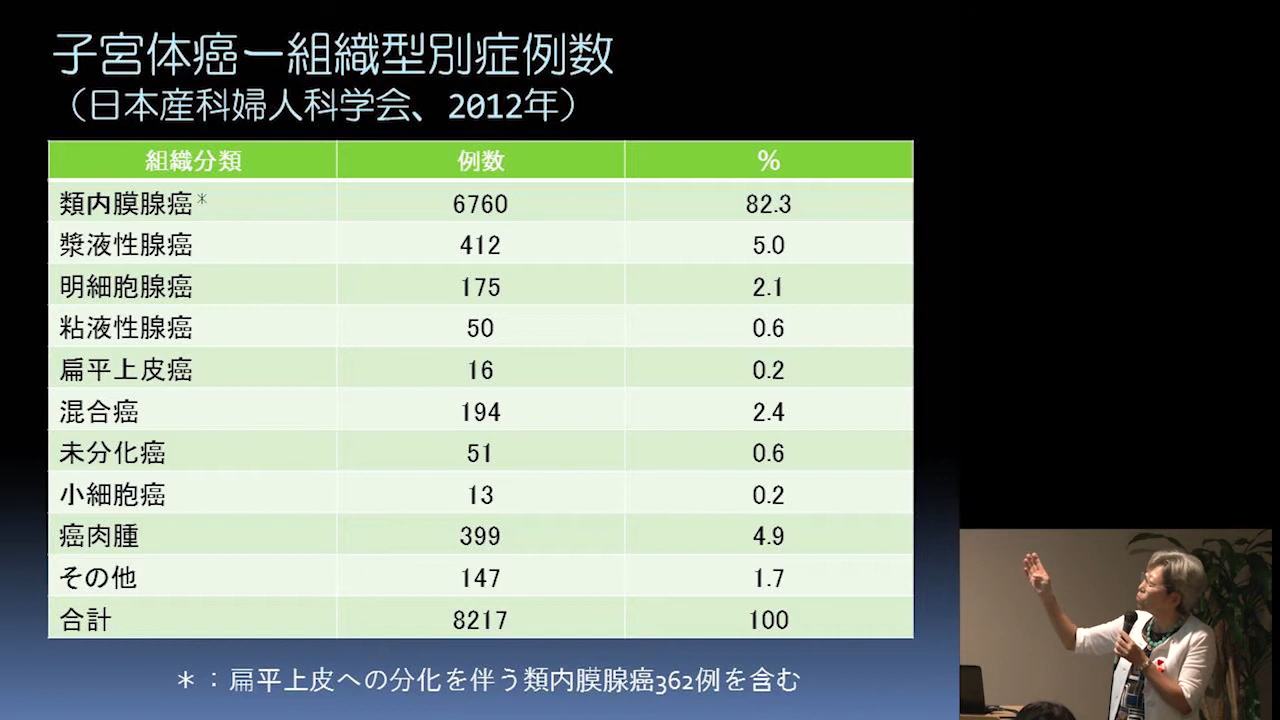 子宮体癌ー組織型別症例数
（日本産科婦人科学会、2012年）
組織分類 例数 %
類内膜腺癌* 6760 82.3
漿液性腺癌 412 5.0
明細胞腺癌 175 2.1
粘液性腺癌 50 0.6
扁平上皮癌 16 0.2
混合癌 194 2.4
未分化癌 51 0.6
小細胞癌 13 0.2
癌肉腫 399 4.9
その他 147 1.7
合計 8217 100
＊：扁平上皮への分化を伴う類内膜腺癌362例を含む